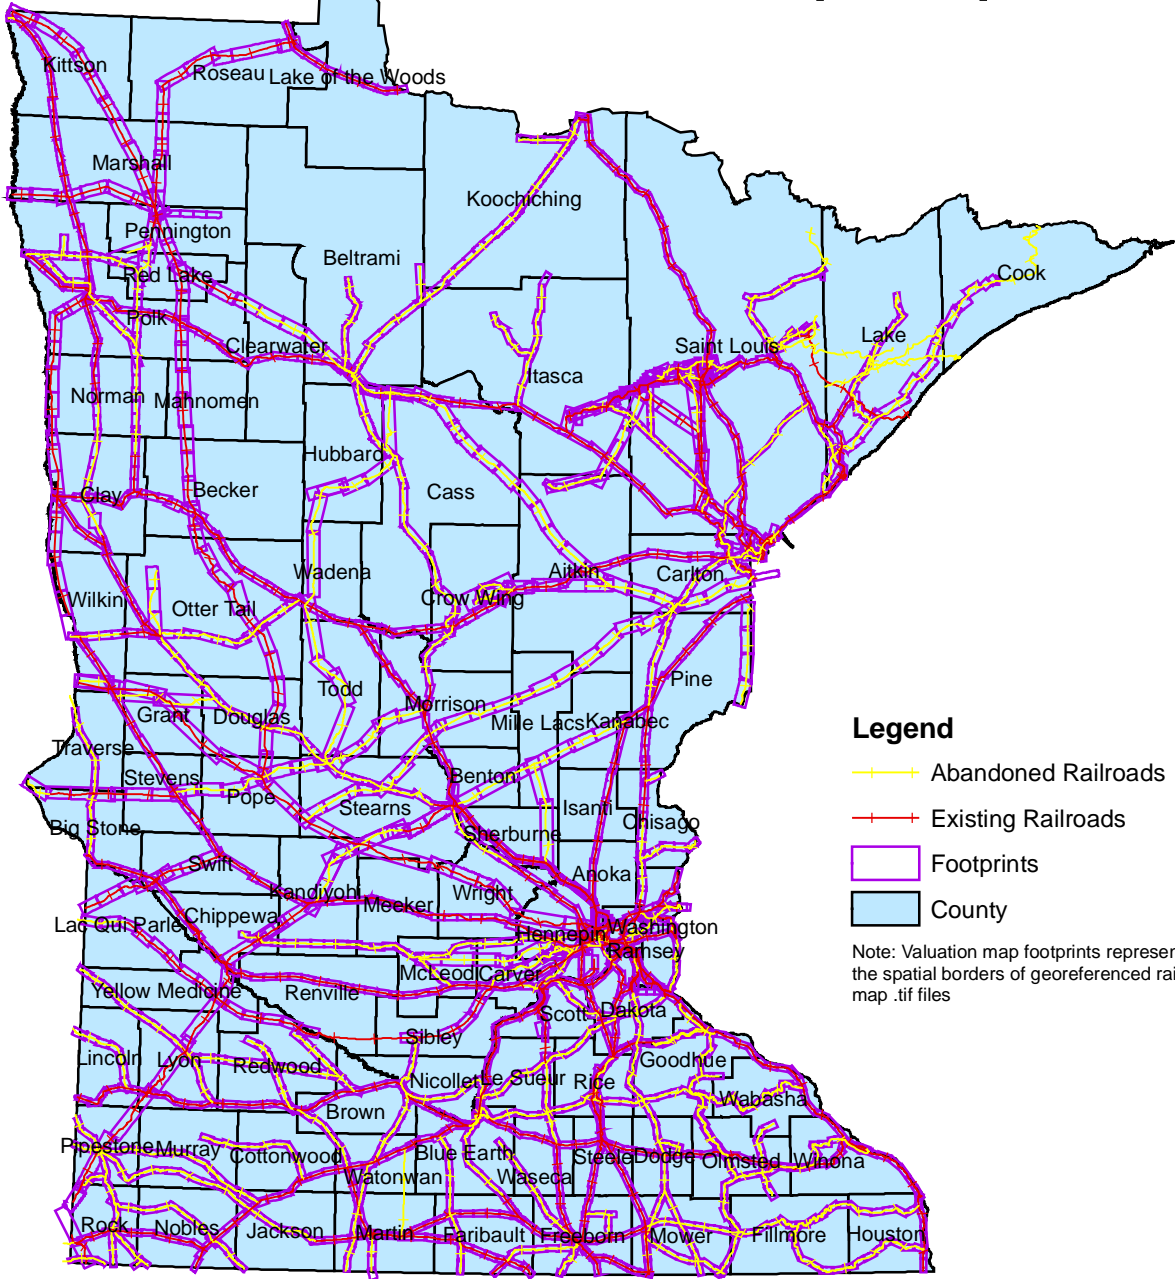 Kittson
Roseau
Lake of the Woods
Marshall
Koochiching
Pennington
Beltrami
Red Lake
Cook
Polk
Clearwater
Saint Louis
Lake
Itasca
Norman
Mahnomen
Hubbard
Clay
Becker
Cass
Wadena
Aitkin
Carlton
Wilkin
Otter Tail
Crow Wing
Todd
Pine
Morrison
Grant
Douglas
Mille Lacs
Kanabec
Traverse
Stevens
Benton
Pope
Stearns
Isanti
Chisago
Big Stone
Sherburne
Swift
Anoka
Kandiyohi
Wright
Meeker
Lac Qui Parle
Chippewa
Hennepin
Washington
Ramsey
McLeod
Carver
Yellow Medicine
Renville
Scott
Dakota
Sibley
Lincoln
Lyon
Redwood
Goodhue
Nicollet
Le Sueur
Rice
Wabasha
Brown
Pipestone
Murray
Cottonwood
Blue Earth
Steele
Dodge
Olmsted
Winona
Watonwan
Waseca
Rock
Nobles
Jackson
Martin
Faribault
Freeborn
Mower
Fillmore
Houston
Legend
Abandoned Railroads
Existing Railroads
Footprints
County
Note: Valuation map footprints represen
the spatial borders of georeferenced rai
map .tif files